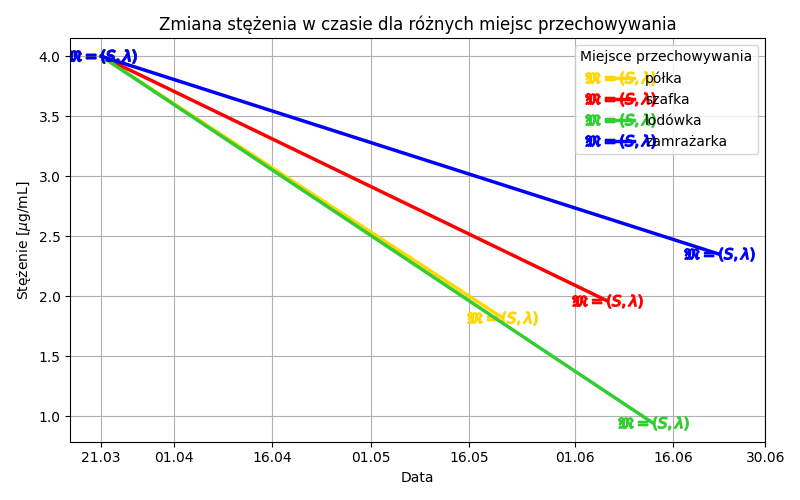 Zmiana stężenia w czasie dla różnych miejsc przechowywania
Stężenie [μg/mL]
4.0
3.5
3.0
2.5
2.0
1.5
1.0
𝔐 = (S, λ)
Miejsce przechowywania
𝔐 = (S, λ) półka
𝔐 = (S, λ) szafka
𝔐 = (S, λ) lodówka
𝔐 = (S, λ) zamrażarka
𝔐 = (S, λ)
𝔐 = (S, λ)
𝔐 = (S, λ)
𝔐 = (S, λ)
21.03 01.04 16.04 01.05 16.05 01.06 16.06 30.06
Data